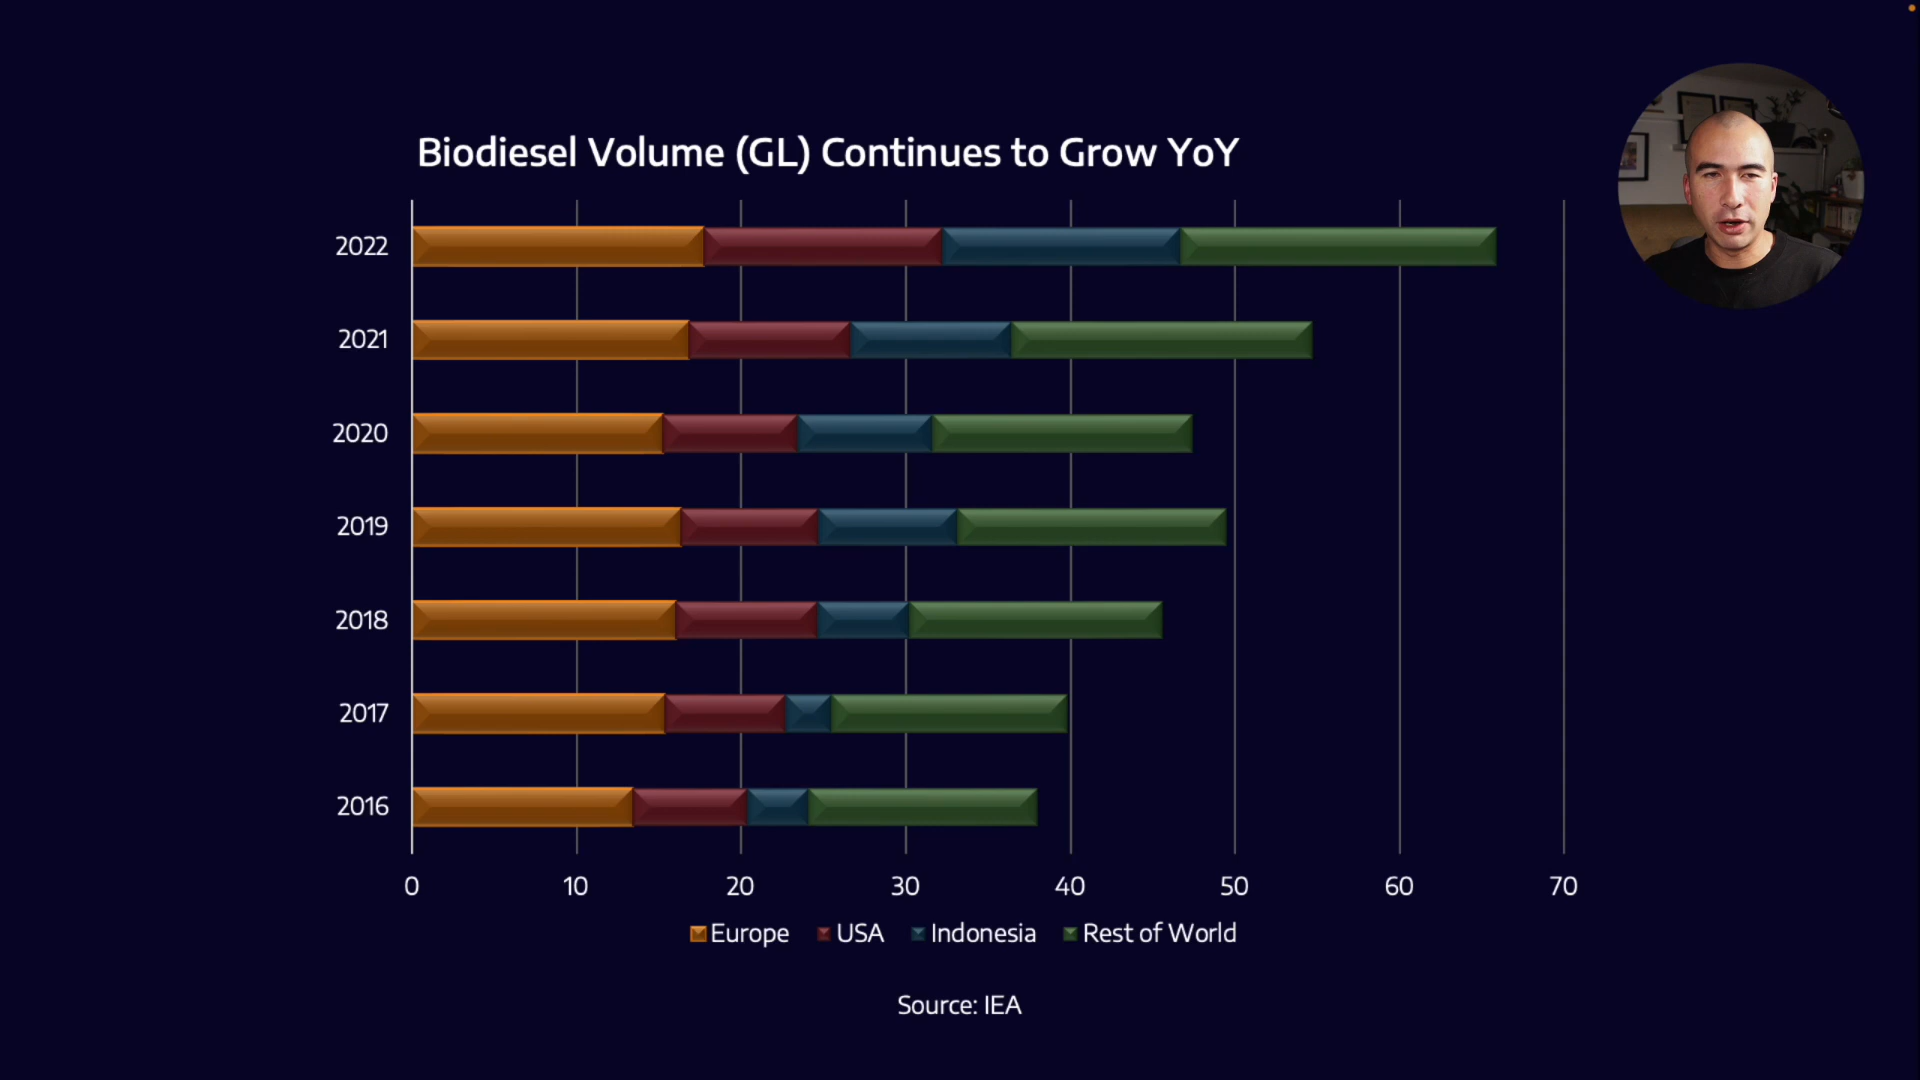 Biodiesel Volume (GL) Continues to Grow YoY
2022
2021
2020
2019
2018
2017
2016
0 10 20 30 40 50 60 70
Europe USA Indonesia Rest of World
Source: IEA